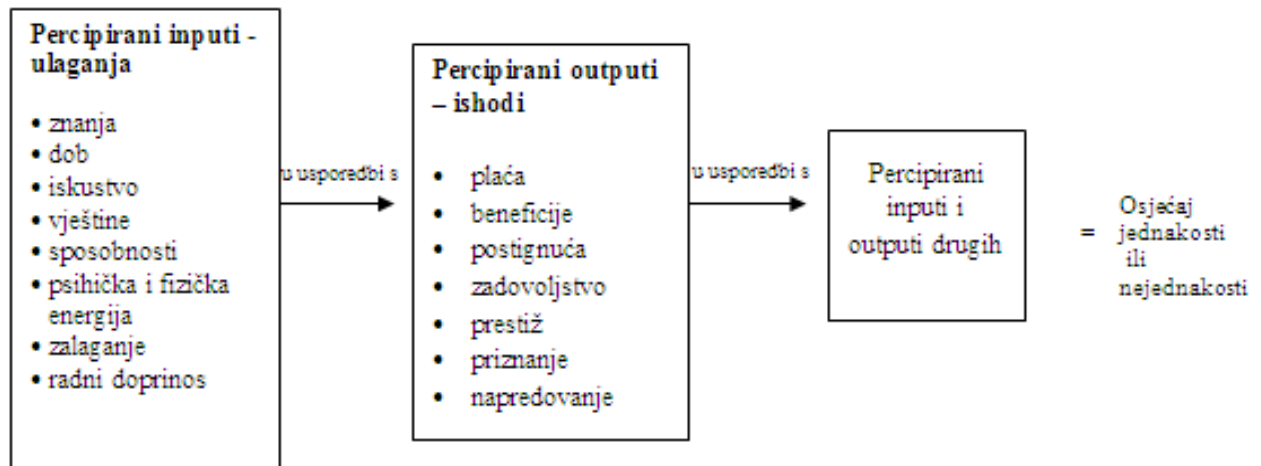 Percipirani inputi -
ulaganja
• znanja
• dob
• iskustvo
• vještine
• sposobnosti
• psihička i fizička
energija
• zalaganje
• radni doprinos
u usporedbi s
Percipirani outputi
– ishodi
• plaća
• beneficije
• postignuća
• zadovoljstvo
• prestiž
• priznanje
• napredovanje
u usporedbi s
Percipirani
inputi i
outputi drugih
=
Osjećaj
jednakosti
ili
nejednakosti